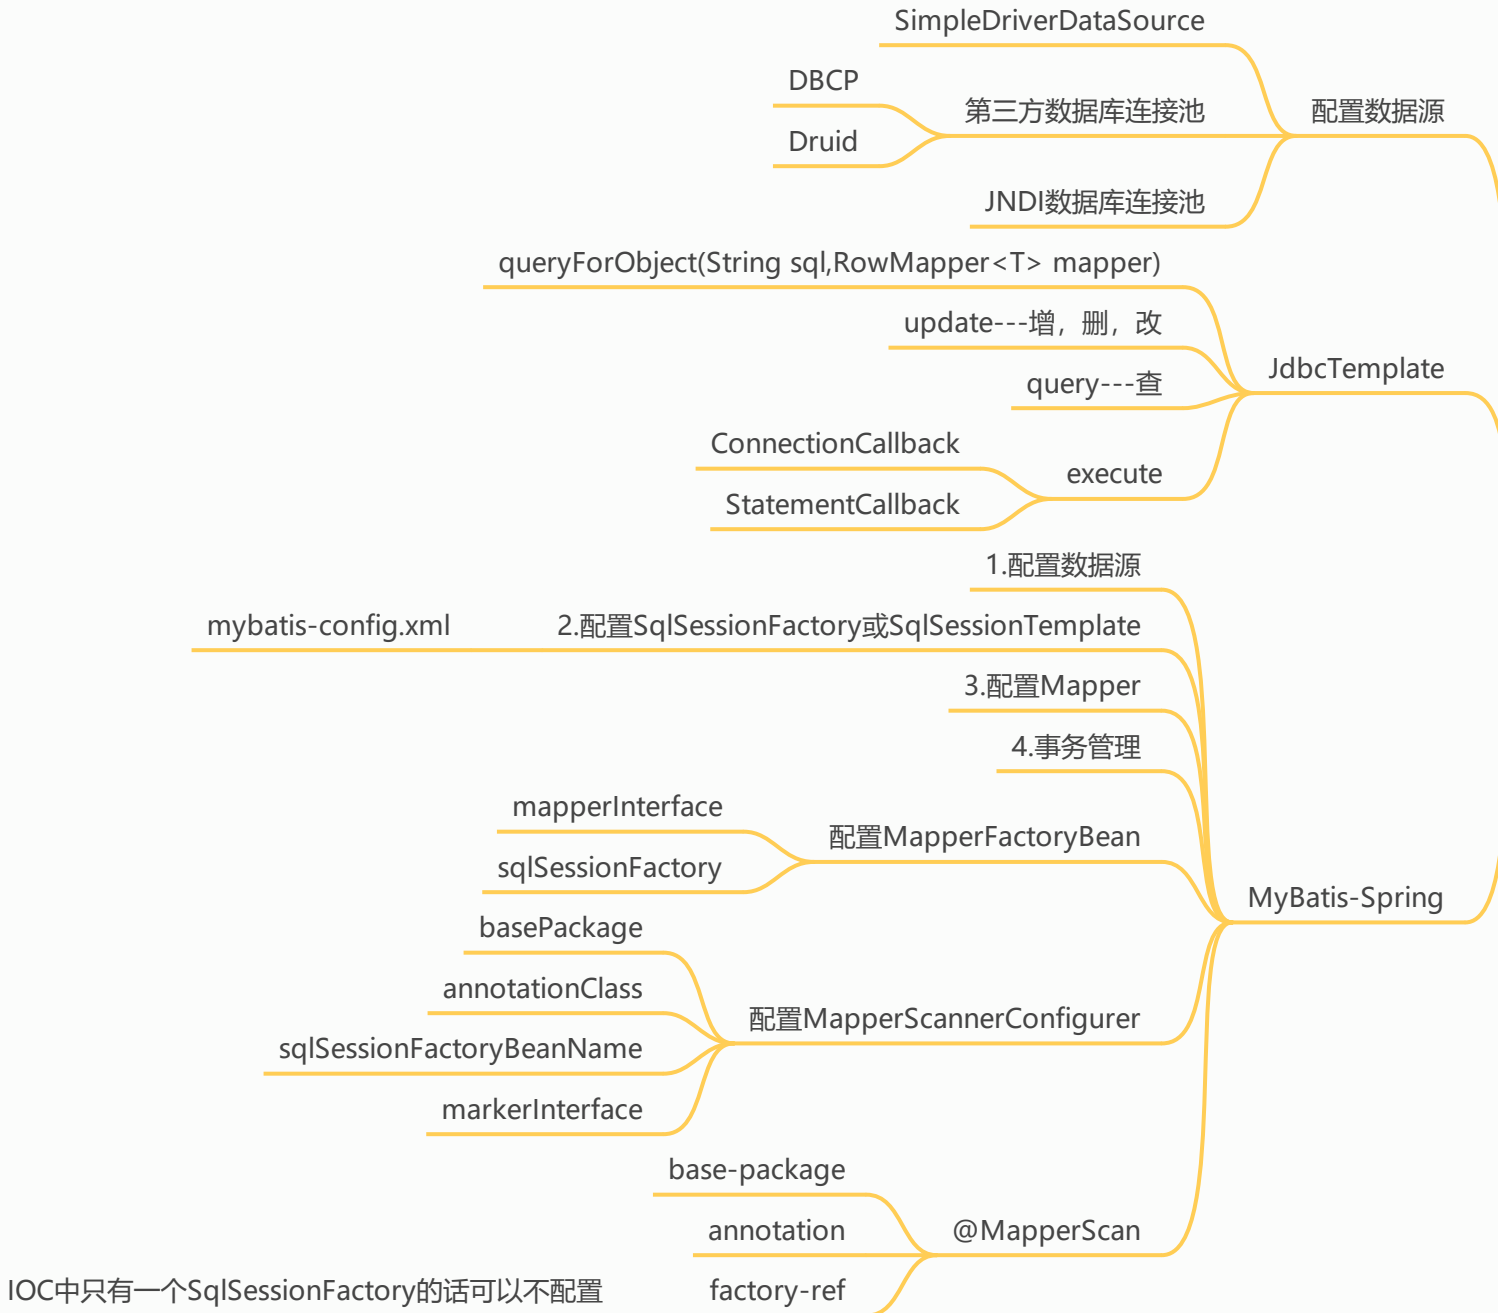 SimpleDriverDataSource
DBCP
第三方数据库连接池
配置数据源
Druid
JNDI数据库连接池
queryForObject(String sql,RowMapper<T> mapper)
update---增，删，改
JdbcTemplate
query---查
ConnectionCallback
execute
StatementCallback
1.配置数据源
mybatis-config.xml
2.配置SqlSessionFactory或SqlSessionTemplate
3.配置Mapper
4.事务管理
mapperInterface
配置MapperFactoryBean
sqlSessionFactory
MyBatis-Spring
basePackage
annotationClass
配置MapperScannerConfigurer
sqlSessionFactoryBeanName
markerInterface
base-package
annotation
@MapperScan
IOC中只有一个SqlSessionFactory的话可以不配置
factory-ref